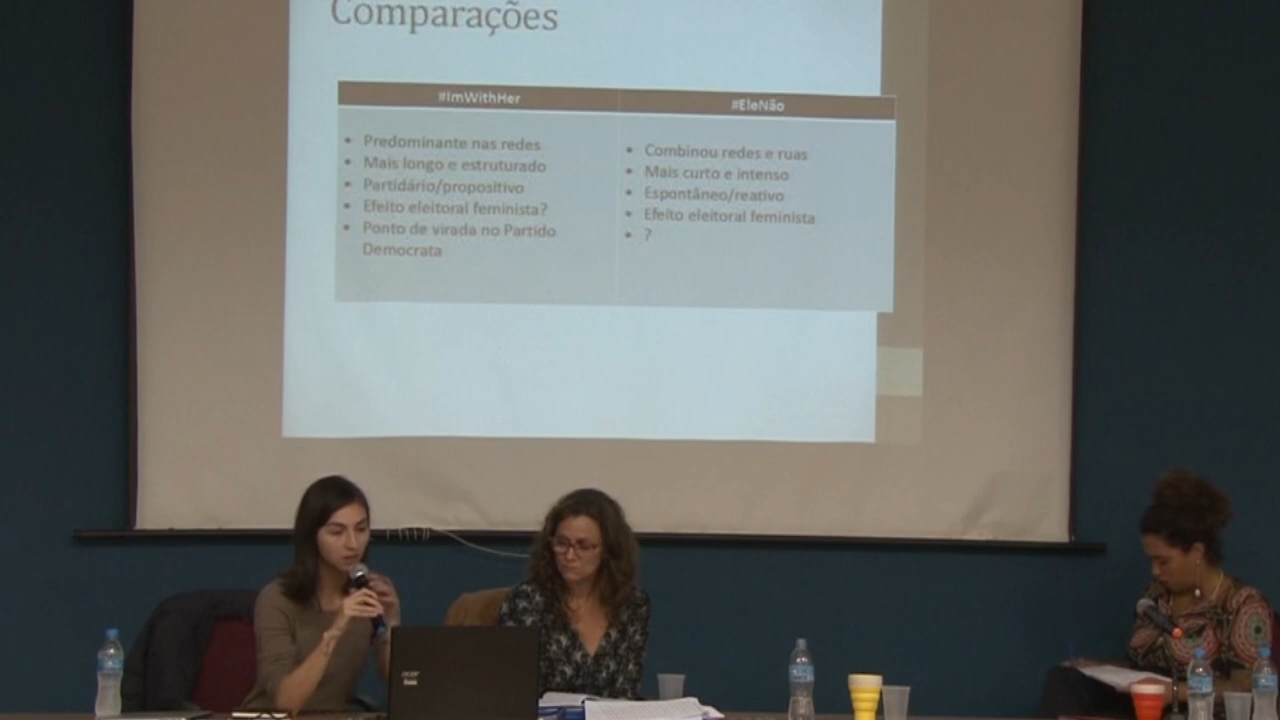 Comparações
#ImWithHer
• Predominante nas redes
• Mais longo e estruturado
• Partidário/propositivo
• Efeito eleitoral feminista?
• Ponto de virada no Partido
Democrata
#EleNão
• Combinou redes e ruas
• Mais curto e intenso
• Espontâneo/reativo
• Efeito eleitoral feminista
• ?
acer